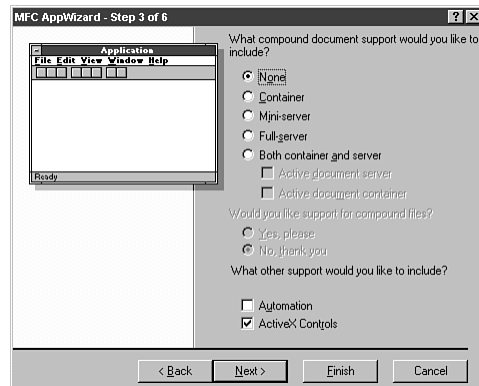 MFC AppWizard - Step 3 of 6
Application
File Edit View Window Help
Ready
What compound document support would you like to
include?
None
Container
Mini-server
Full-server
Both container and server
Active document server
Active document container
Would you like support for compound files?
Yes, please
No, thank you
What other support would you like to include?
Automation
ActiveX Controls
< Back Next > Finish Cancel